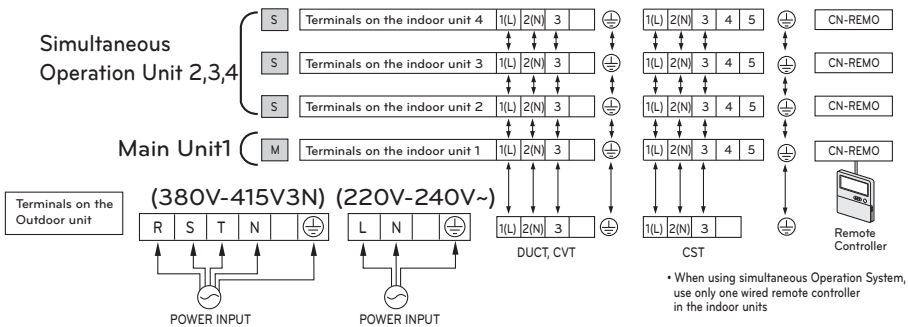 S Terminals on the indoor unit 4 1(L) 2(N) 3 1(L) 2(N) 3 4 5 CN-REMO
Simultaneous
Operation Unit 2,3,4
S Terminals on the indoor unit 3 1(L) 2(N) 3 1(L) 2(N) 3 4 5 CN-REMO
S Terminals on the indoor unit 2 1(L) 2(N) 3 1(L) 2(N) 3 4 5 CN-REMO
Main Unit1 M Terminals on the indoor unit 1 1(L) 2(N) 3 1(L) 2(N) 3 4 5 CN-REMO
Terminals on the
Outdoor unit
(380V-415V3N) (220V-240V~)
R S T N L N 1(L) 2(N) 3 1(L) 2(N) 3
Remote
Controller
DUCT, CVT CST
POWER INPUT POWER INPUT
• When using simultaneous Operation System,
use only one wired remote controller
in the indoor units